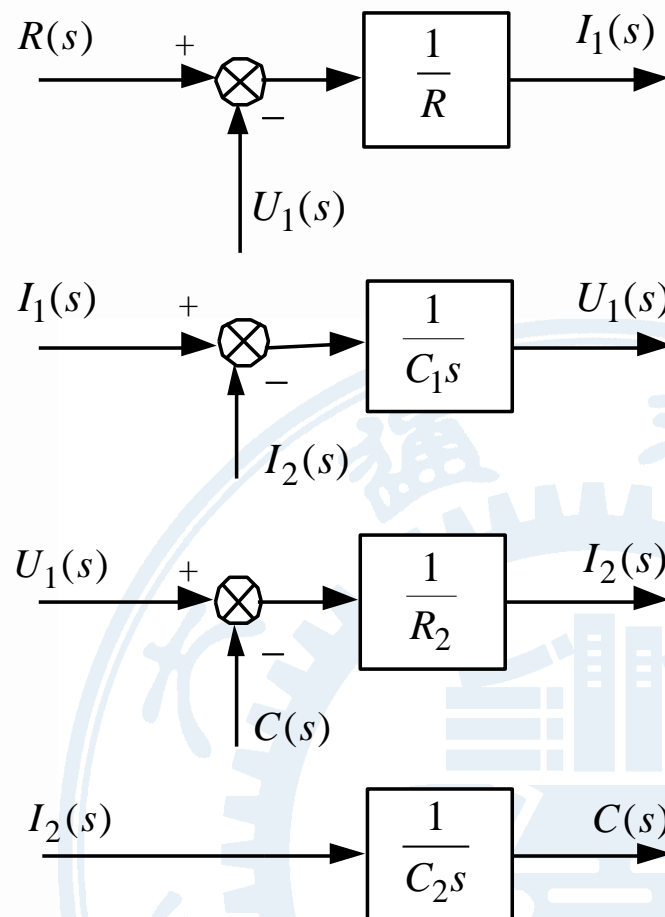 R(s) + 1/R I₁(s)
−
U₁(s)
I₁(s) + 1/(C₁s) U₁(s)
−
I₂(s)
U₁(s) + 1/R₂ I₂(s)
−
C(s)
I₂(s) 1/(C₂s) C(s)